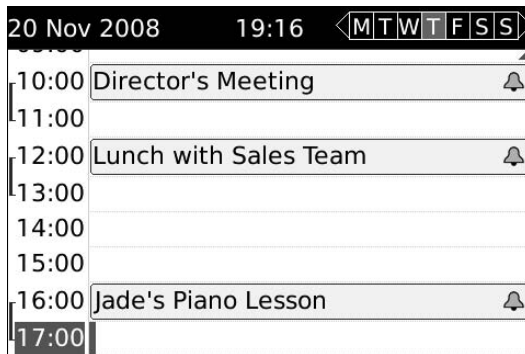 20 Nov 2008 19:16 M T W T F S S
10:00 Director's Meeting
11:00
12:00 Lunch with Sales Team
13:00
14:00
15:00
16:00 Jade's Piano Lesson
17:00